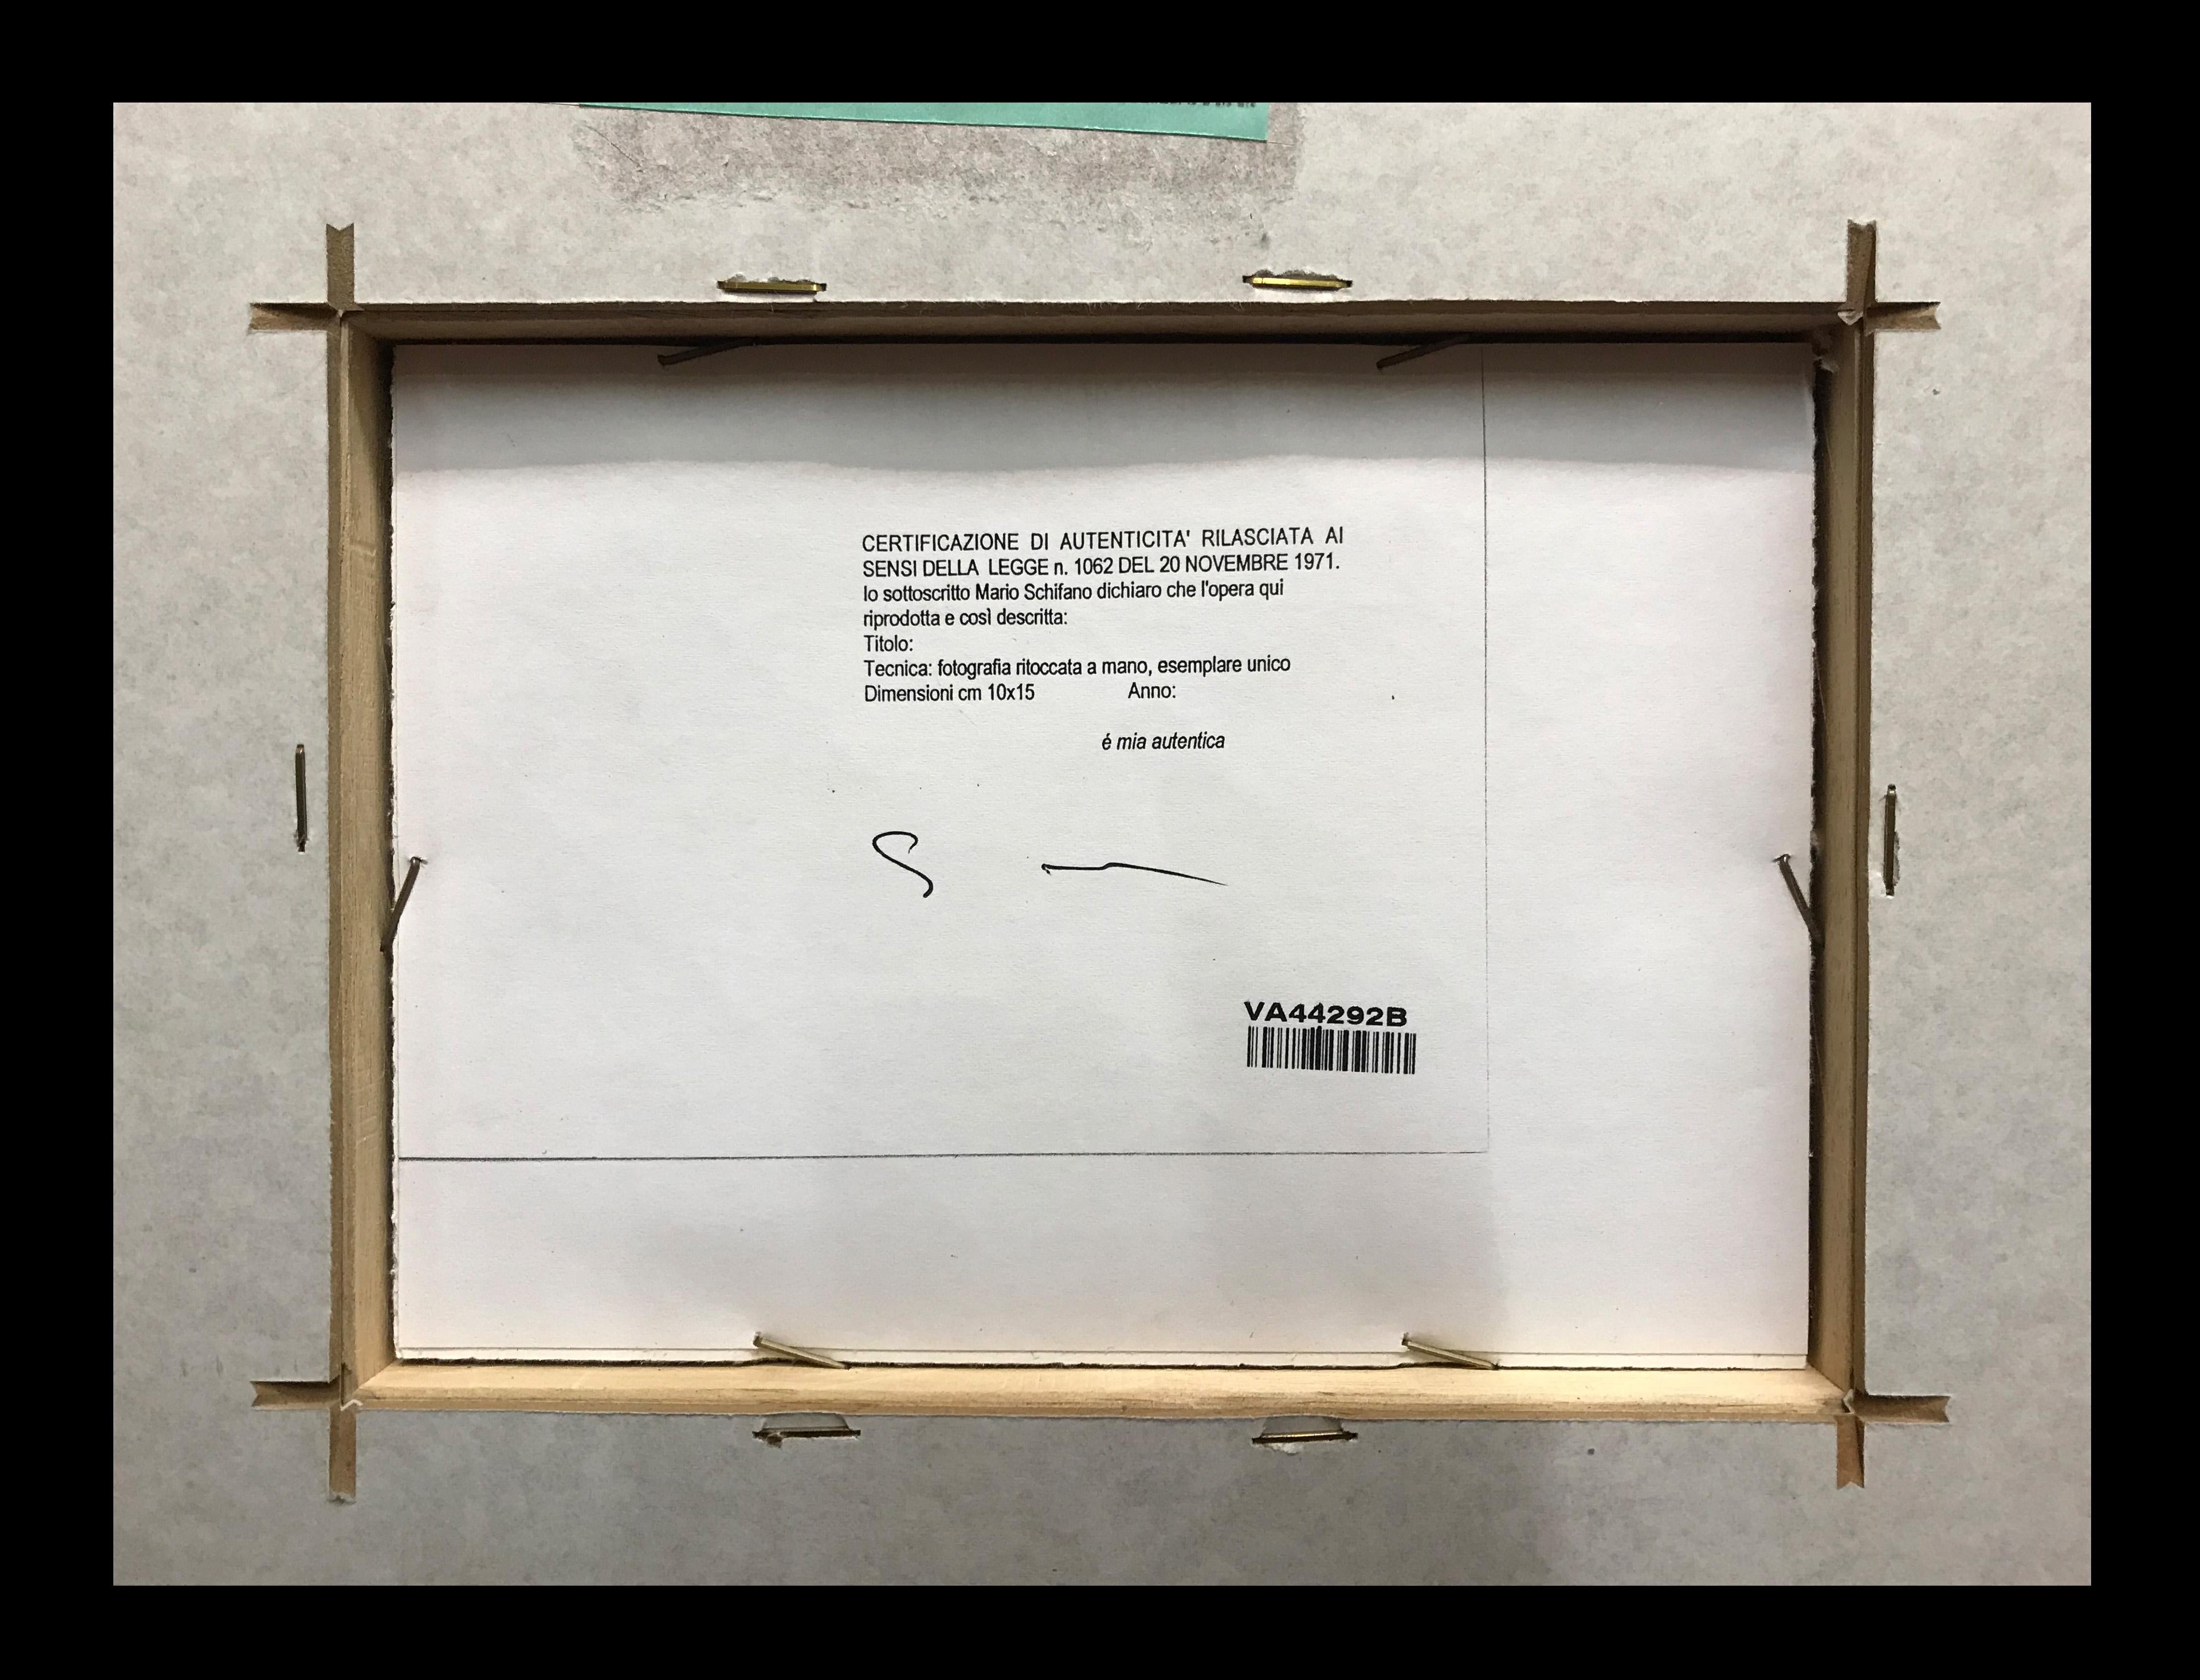 CERTIFICAZIONE DI AUTENTICITA' RILASCIATA AI
SENSI DELLA LEGGE n. 1062 DEL 20 NOVEMBRE 1971.
Io sottoscritto Mario Schifano dichiaro che l'opera qui
riprodotta e così descritta:
Titolo:
Tecnica: fotografia ritoccata a mano, esemplare unico
Dimensioni cm 10x15 Anno:
é mia autentica
VA44292B